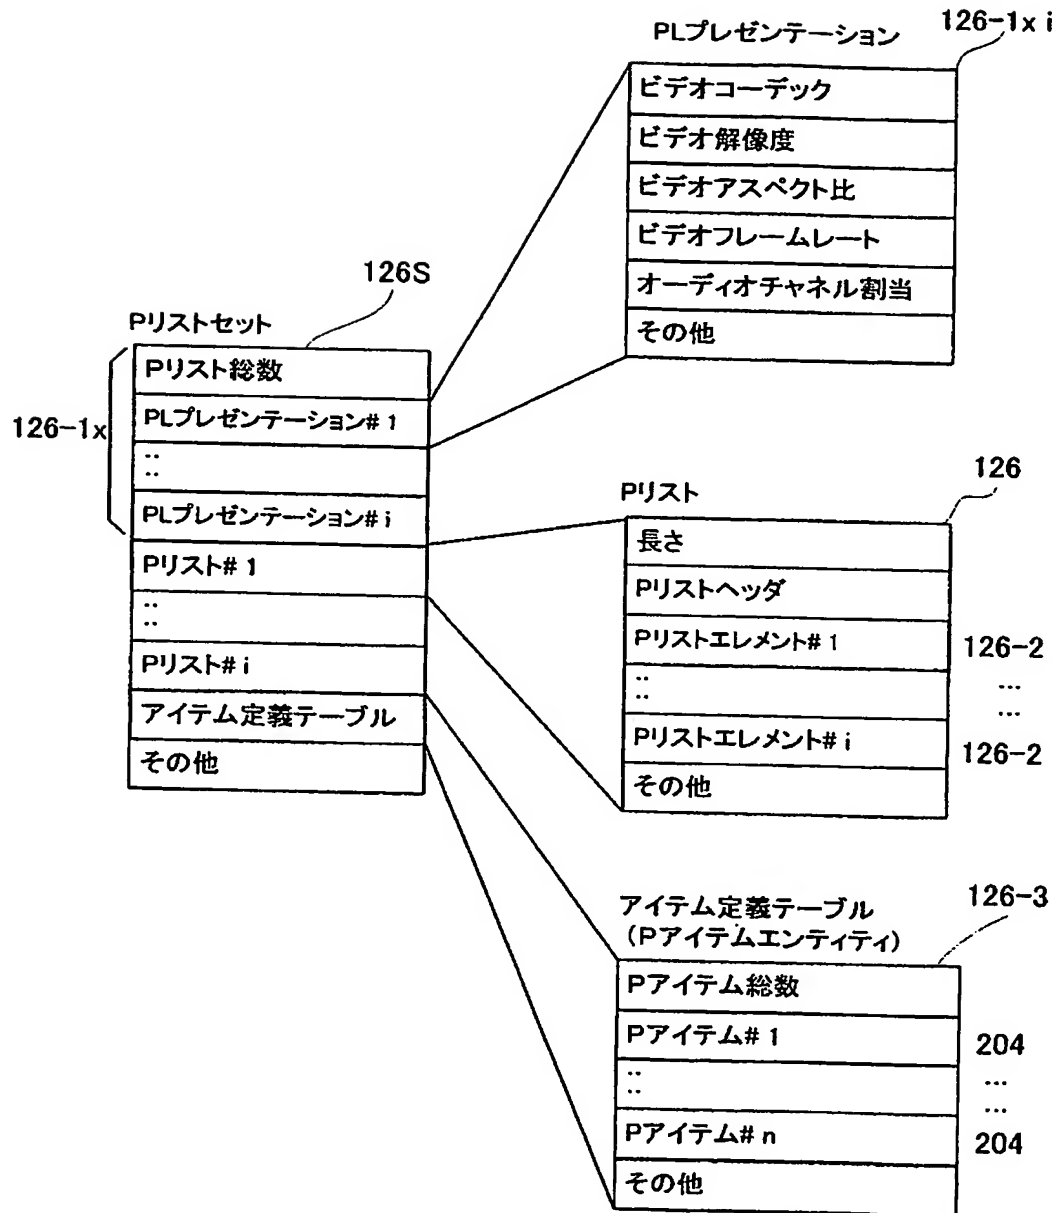 PLプレゼンテーション
126-1x i
ビデオコーデック
ビデオ解像度
ビデオアスペクト比
ビデオフレームレート
オーディオチャネル割当
その他
126S
Pリストセット
126-1x
Pリスト総数
PLプレゼンテーション#1
::
PLプレゼンテーション#i
Pリスト#1
::
Pリスト#i
アイテム定義テーブル
その他
Pリスト
126
長さ
Pリストヘッダ
Pリストエレメント#1
126-2
::
...
...
Pリストエレメント#i
126-2
その他
アイテム定義テーブル
(Pアイテムエンティティ)
126-3
Pアイテム総数
Pアイテム#1
204
::
...
...
Pアイテム#n
204
その他